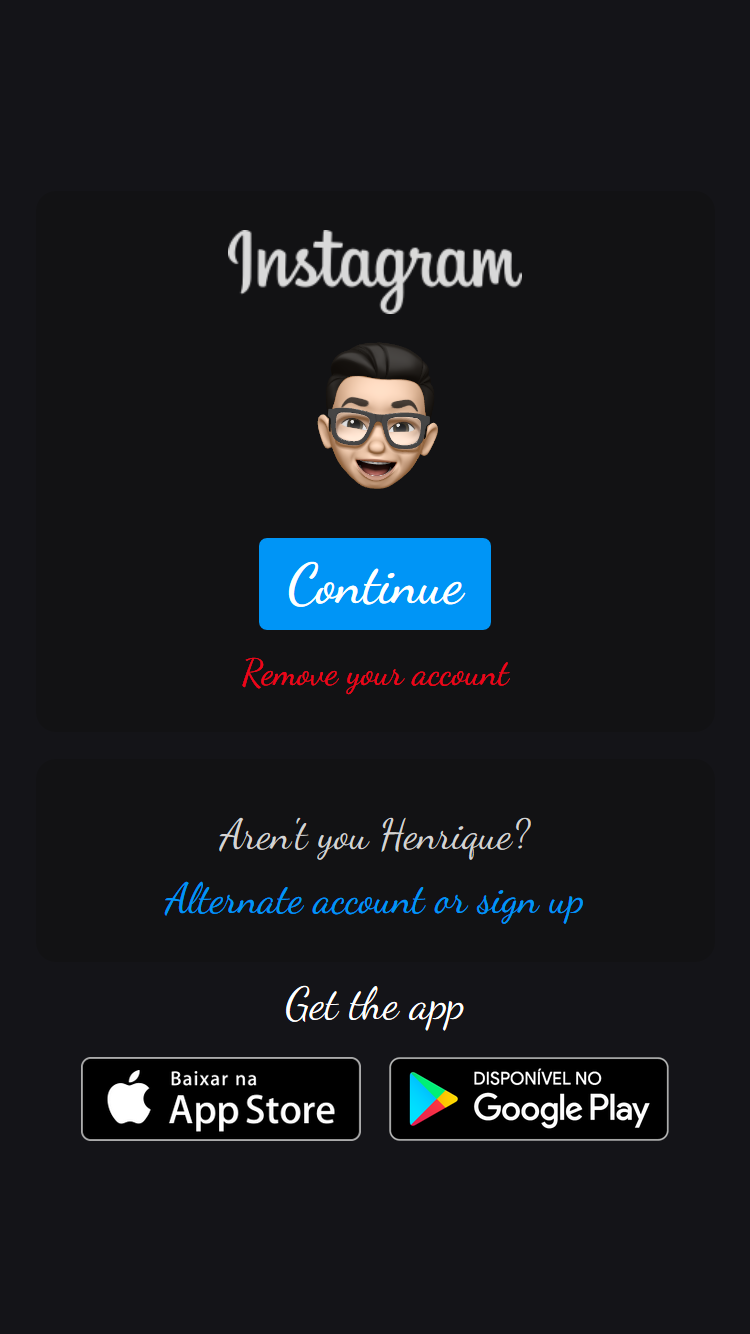 Instagram
Continue
Remove your account
Aren't you Henrique?
Alternate account or sign up
Get the app
Baixar na
App Store
DISPONÍVEL NO
Google Play